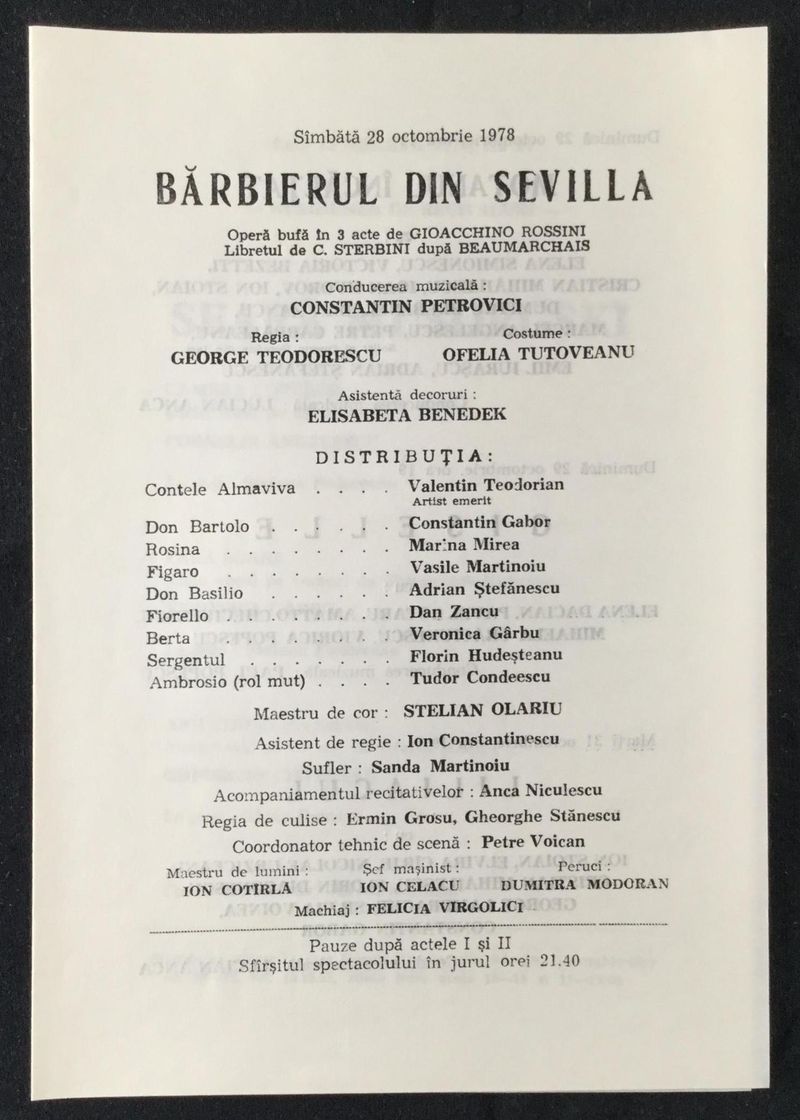 Sîmbătă 28 octombrie 1978
BĂRBIERUL DIN SEVILLA
Operă bufă în 3 acte de GIOACCHINO ROSSINI
Libretul de C. STERBINI după BEAUMARCHAIS
Conducerea muzicală :
CONSTANTIN PETROVICI
Regia : Costume :
GEORGE TEODORESCU OFELIA TUTOVEANU
Asistentă decoruri :
ELISABETA BENEDEK
DISTRIBUȚIA:
Contele Almaviva . . . . Valentin Teodorian
Artist emerit
Don Bartolo . . . . . . Constantin Gabor
Rosina . . . . . . . . Marina Mirea
Figaro . . . . . . . . Vasile Martinoiu
Don Basilio . . . . . . Adrian Ștefănescu
Fiorello . . . . . . . . Dan Zancu
Berta . . . . . . . . Veronica Gârbu
Sergentul . . . . . . . Florin Hudeșteanu
Ambrosio (rol mut) . . . . Tudor Condeescu
Maestru de cor : STELIAN OLARIU
Asistent de regie : Ion Constantinescu
Sufler : Sanda Martinoiu
Acompaniamentul recitativelor : Anca Niculescu
Regia de culise : Ermin Grosu, Gheorghe Stănescu
Coordonator tehnic de scenă : Petre Voican
Maestru de lumini : Șef mașinist : Peruci :
ION COTÎRLĂ ION CELACU DUMITRA MODORAN
Machiaj : FELICIA VÎRGOLICI
Pauze după actele I și II
Sfîrșitul spectacolului în jurul orei 21.40